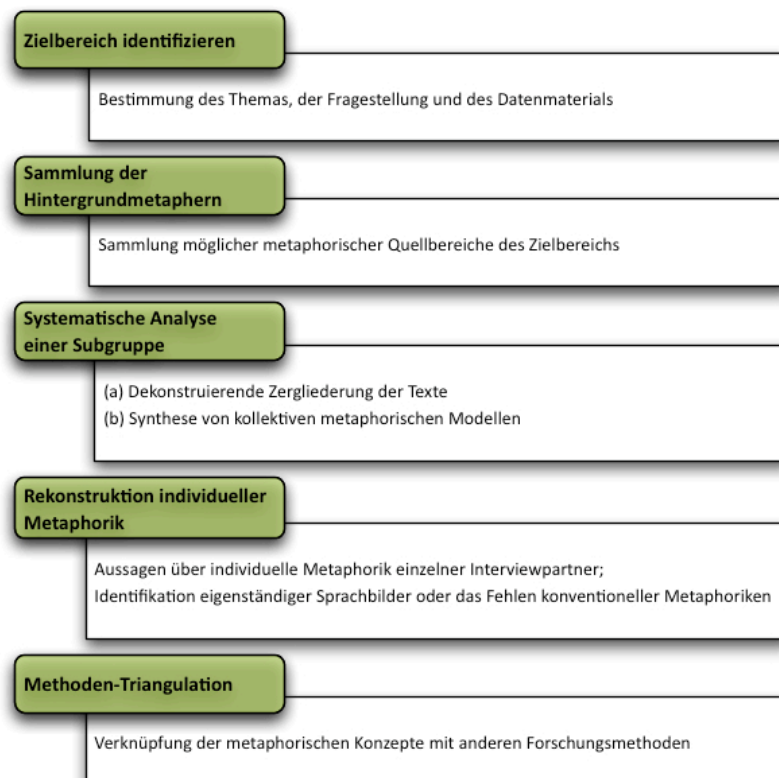 Zielbereich identifizieren
Bestimmung des Themas, der Fragestellung und des Datenmaterials
Sammlung der
Hintergrundmetaphern
Sammlung möglicher metaphorischer Quellbereiche des Zielbereichs
Systematische Analyse
einer Subgruppe
(a) Dekonstruierende Zergliederung der Texte
(b) Synthese von kollektiven metaphorischen Modellen
Rekonstruktion individueller
Metaphorik
Aussagen über individuelle Metaphorik einzelner Interviewpartner;
Identifikation eigenständiger Sprachbilder oder das Fehlen konventioneller Metaphoriken
Methoden-Triangulation
Verknüpfung der metaphorischen Konzepte mit anderen Forschungsmethoden